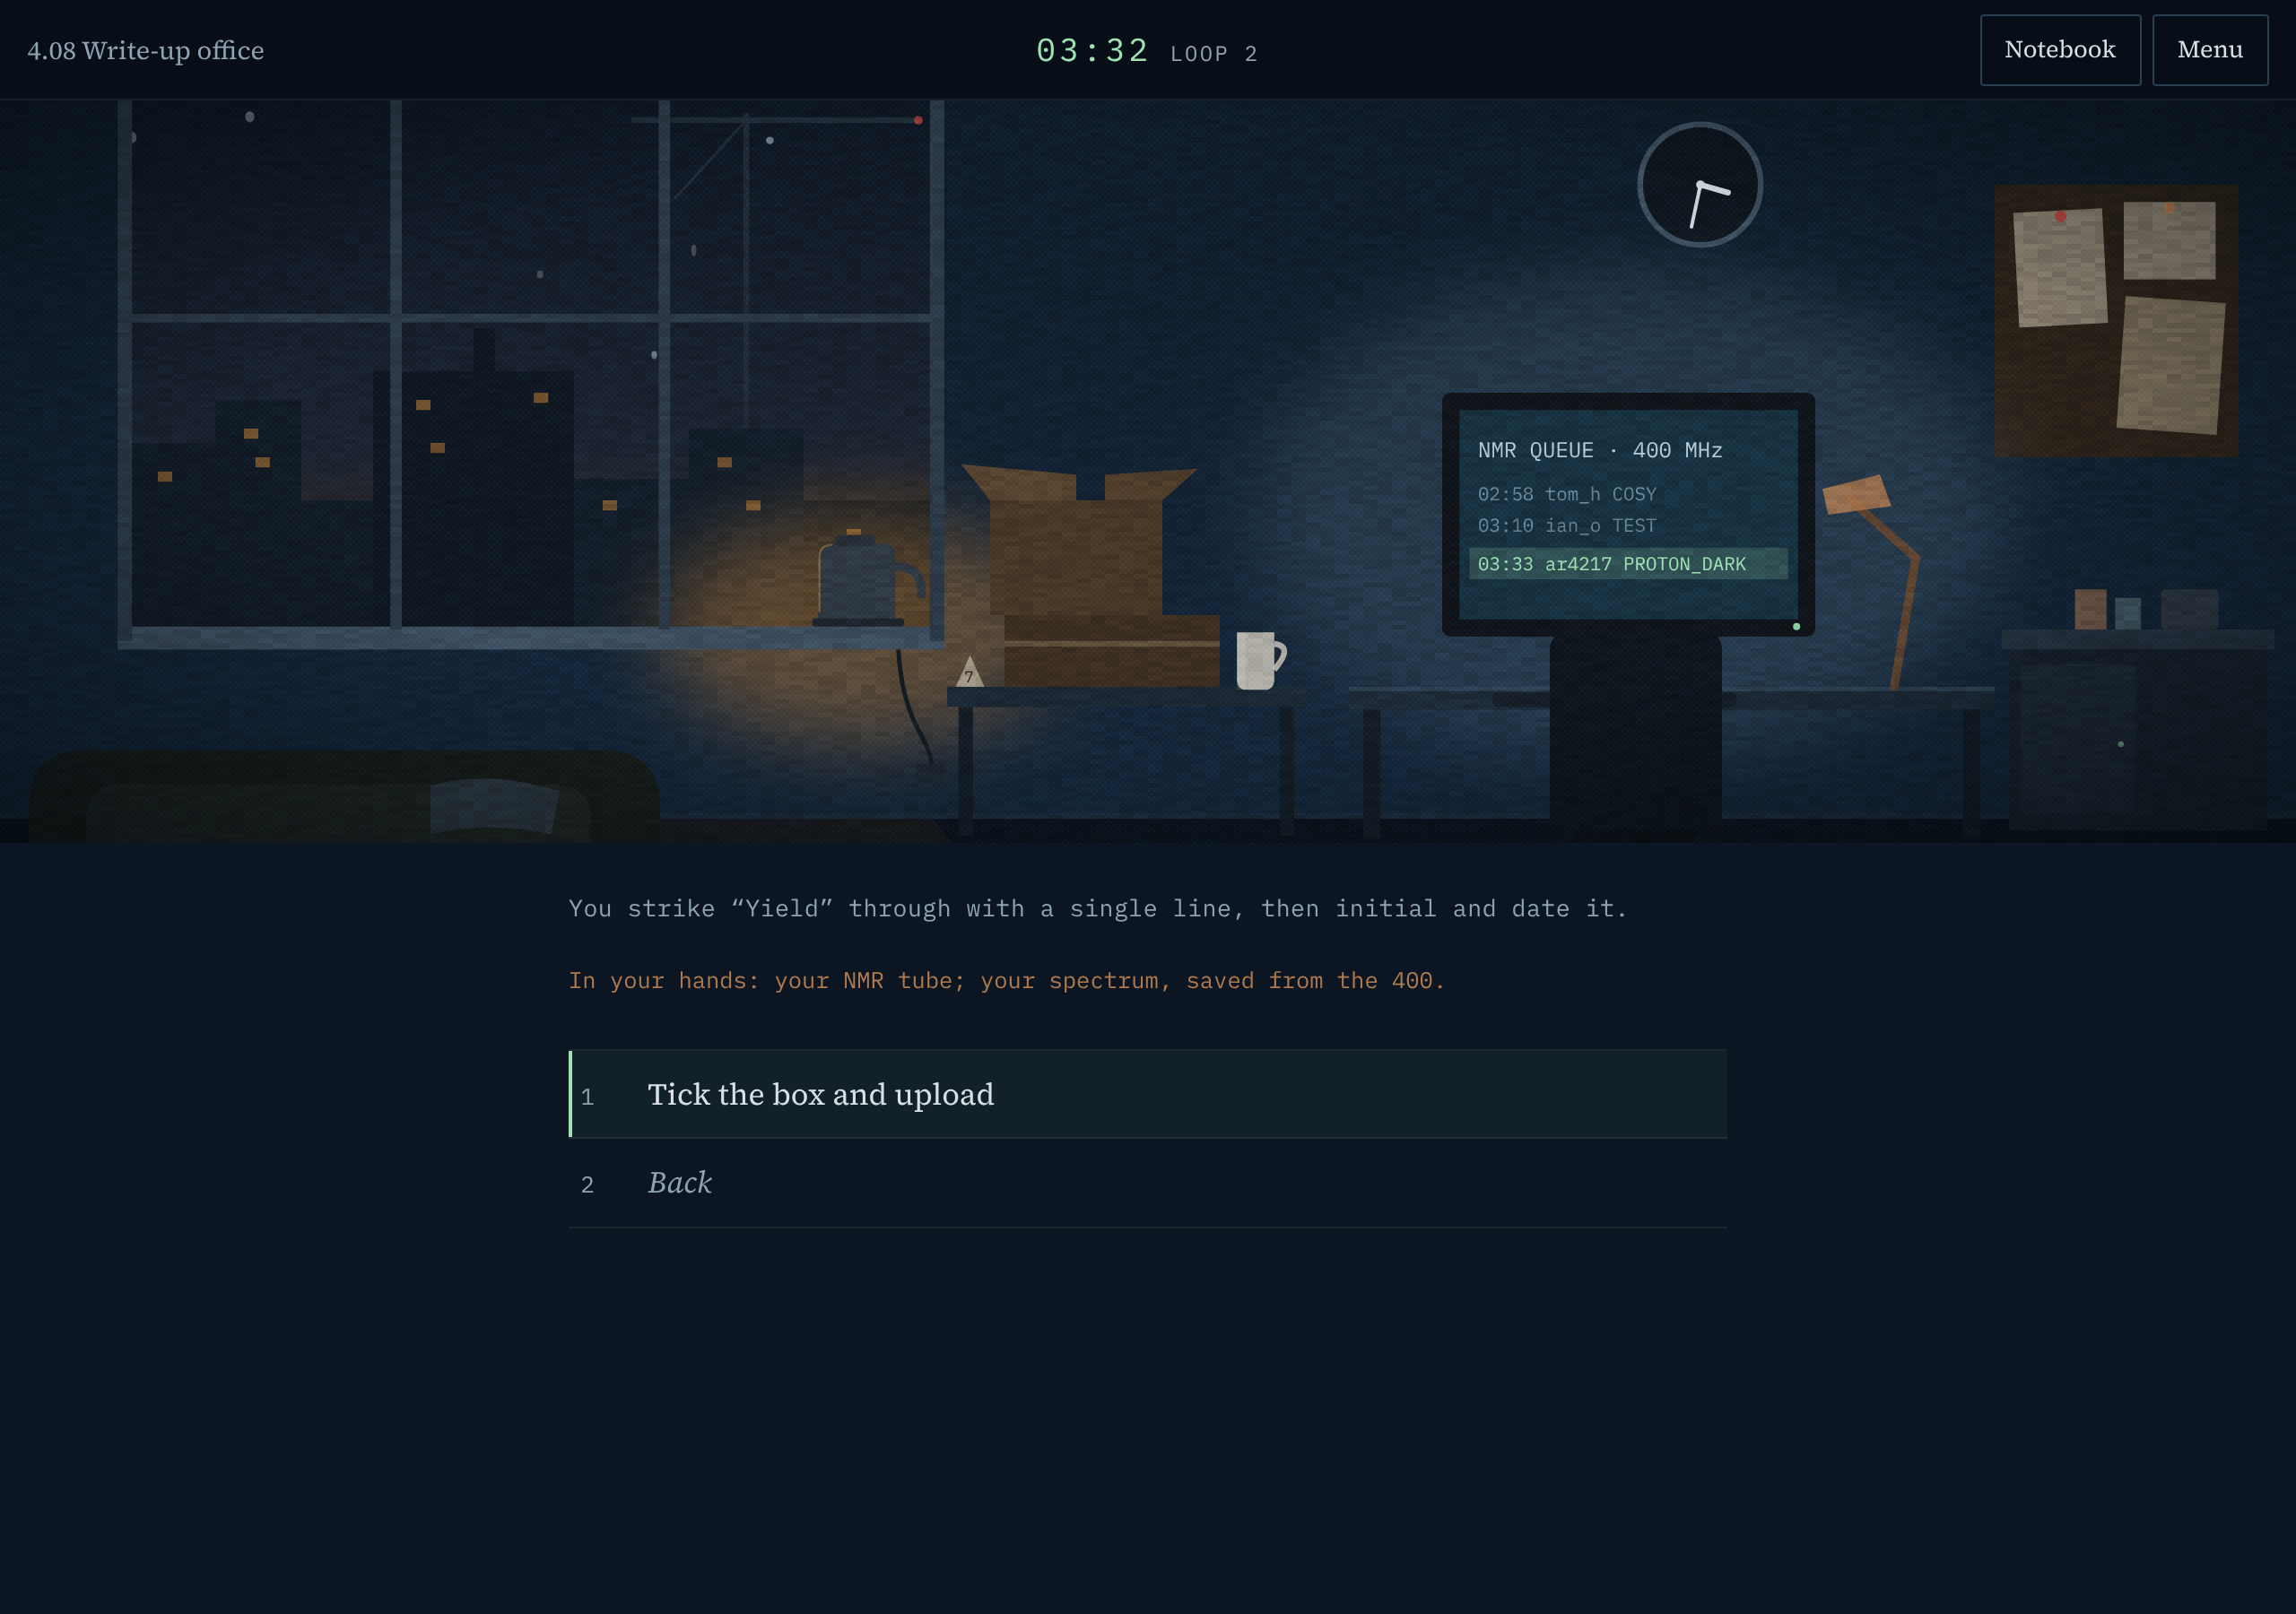 4.08 Write-up office
03:32 LOOP 2
Notebook
Menu
NMR QUEUE · 400 MHz
02:58 tom_h COSY
03:10 ian_o TEST
03:33 ar4217 PROTON_DARK
7
You strike “Yield” through with a single line, then initial and date it.
In your hands: your NMR tube; your spectrum, saved from the 400.
1 Tick the box and upload
2 Back